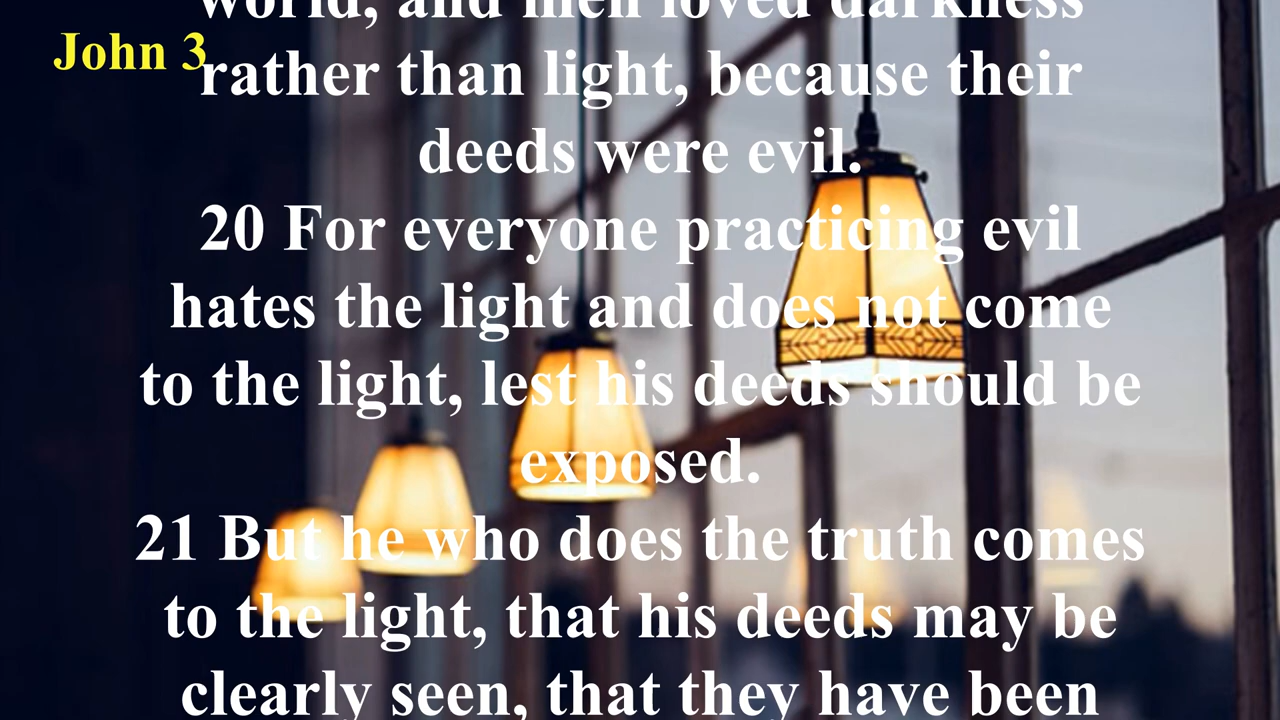 John 3
world, and men loved darkness
rather than light, because their
deeds were evil.
20 For everyone practicing evil
hates the light and does not come
to the light, lest his deeds should be
exposed.
21 But he who does the truth comes
to the light, that his deeds may be
clearly seen, that they have been